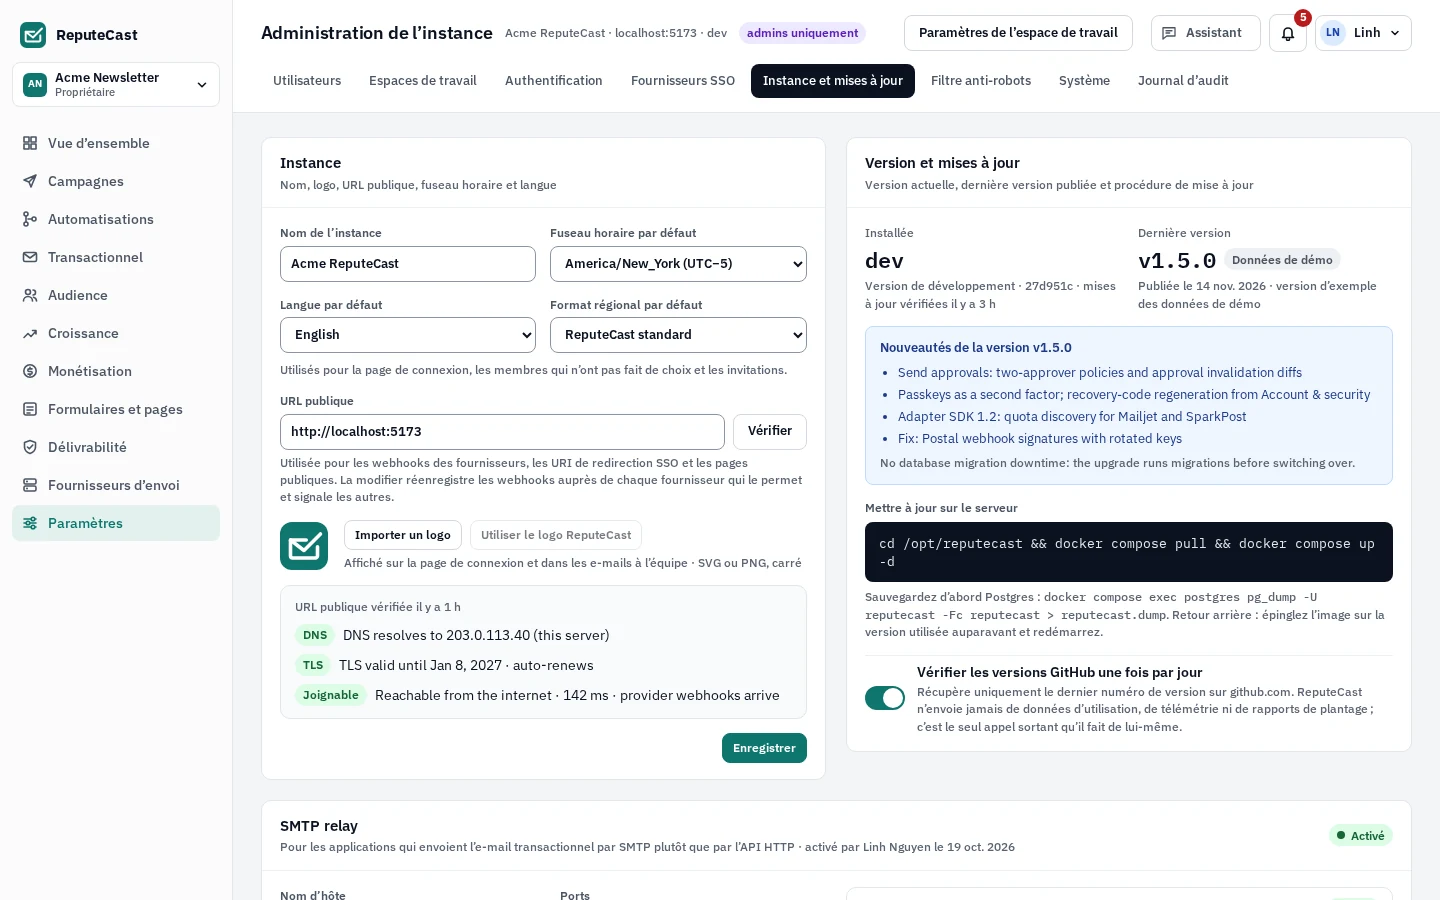 ReputeCast
AN
Acme Newsletter
Propriétaire
Vue d’ensemble
Campagnes
Automatisations
Transactionnel
Audience
Croissance
Monétisation
Formulaires et pages
Délivrabilité
Fournisseurs d’envoi
Paramètres
Administration de l’instance
Acme ReputeCast · localhost:5173 · dev
admins uniquement
Paramètres de l’espace de travail
Assistant
5
LN
Linh
Utilisateurs
Espaces de travail
Authentification
Fournisseurs SSO
Instance et mises à jour
Filtre anti-robots
Système
Journal d’audit
Instance
Nom, logo, URL publique, fuseau horaire et langue
Nom de l’instance
Fuseau horaire par défaut
Acme ReputeCast
America/New_York (UTC−5)
Langue par défaut
Format régional par défaut
English
ReputeCast standard
Utilisés pour la page de connexion, les membres qui n’ont pas fait de choix et les invitations.
URL publique
http://localhost:5173
Vérifier
Utilisée pour les webhooks des fournisseurs, les URI de redirection SSO et les pages
publiques. La modifier réenregistre les webhooks auprès de chaque fournisseur qui le permet
et signale les autres.
Importer un logo
Utiliser le logo ReputeCast
Affiché sur la page de connexion et dans les e-mails à l’équipe · SVG ou PNG, carré
URL publique vérifiée il y a 1 h
DNS
DNS resolves to 203.0.113.40 (this server)
TLS
TLS valid until Jan 8, 2027 · auto-renews
Joignable
Reachable from the internet · 142 ms · provider webhooks arrive
Enregistrer
Version et mises à jour
Version actuelle, dernière version publiée et procédure de mise à jour
Installée
dev
Version de développement · 27d951c · mises
à jour vérifiées il y a 3 h
Dernière version
v1.5.0
Données de démo
Publiée le 14 nov. 2026 · version d’exemple
des données de démo
Nouveautés de la version v1.5.0
• Send approvals: two-approver policies and approval invalidation diffs
• Passkeys as a second factor; recovery-code regeneration from Account & security
• Adapter SDK 1.2: quota discovery for Mailjet and SparkPost
• Fix: Postal webhook signatures with rotated keys
No database migration downtime: the upgrade runs migrations before switching over.
Mettre à jour sur le serveur
cd /opt/reputecast && docker compose pull && docker compose up
-d
Sauvegardez d’abord Postgres : docker compose exec postgres pg_dump -U
reputecast -Fc reputecast > reputecast.dump. Retour arrière : épinglez l’image sur la
version utilisée auparavant et redémarrez.
Vérifier les versions GitHub une fois par jour
Récupère uniquement le dernier numéro de version sur github.com. ReputeCast
n’envoie jamais de données d’utilisation, de télémétrie ni de rapports de plantage ;
c’est le seul appel sortant qu’il fait de lui-même.
SMTP relay
Pour les applications qui envoient l’e-mail transactionnel par SMTP plutôt que par l’API HTTP · activé par Linh Nguyen le 19 oct. 2026
Activé
Nom d’hôte
Ports